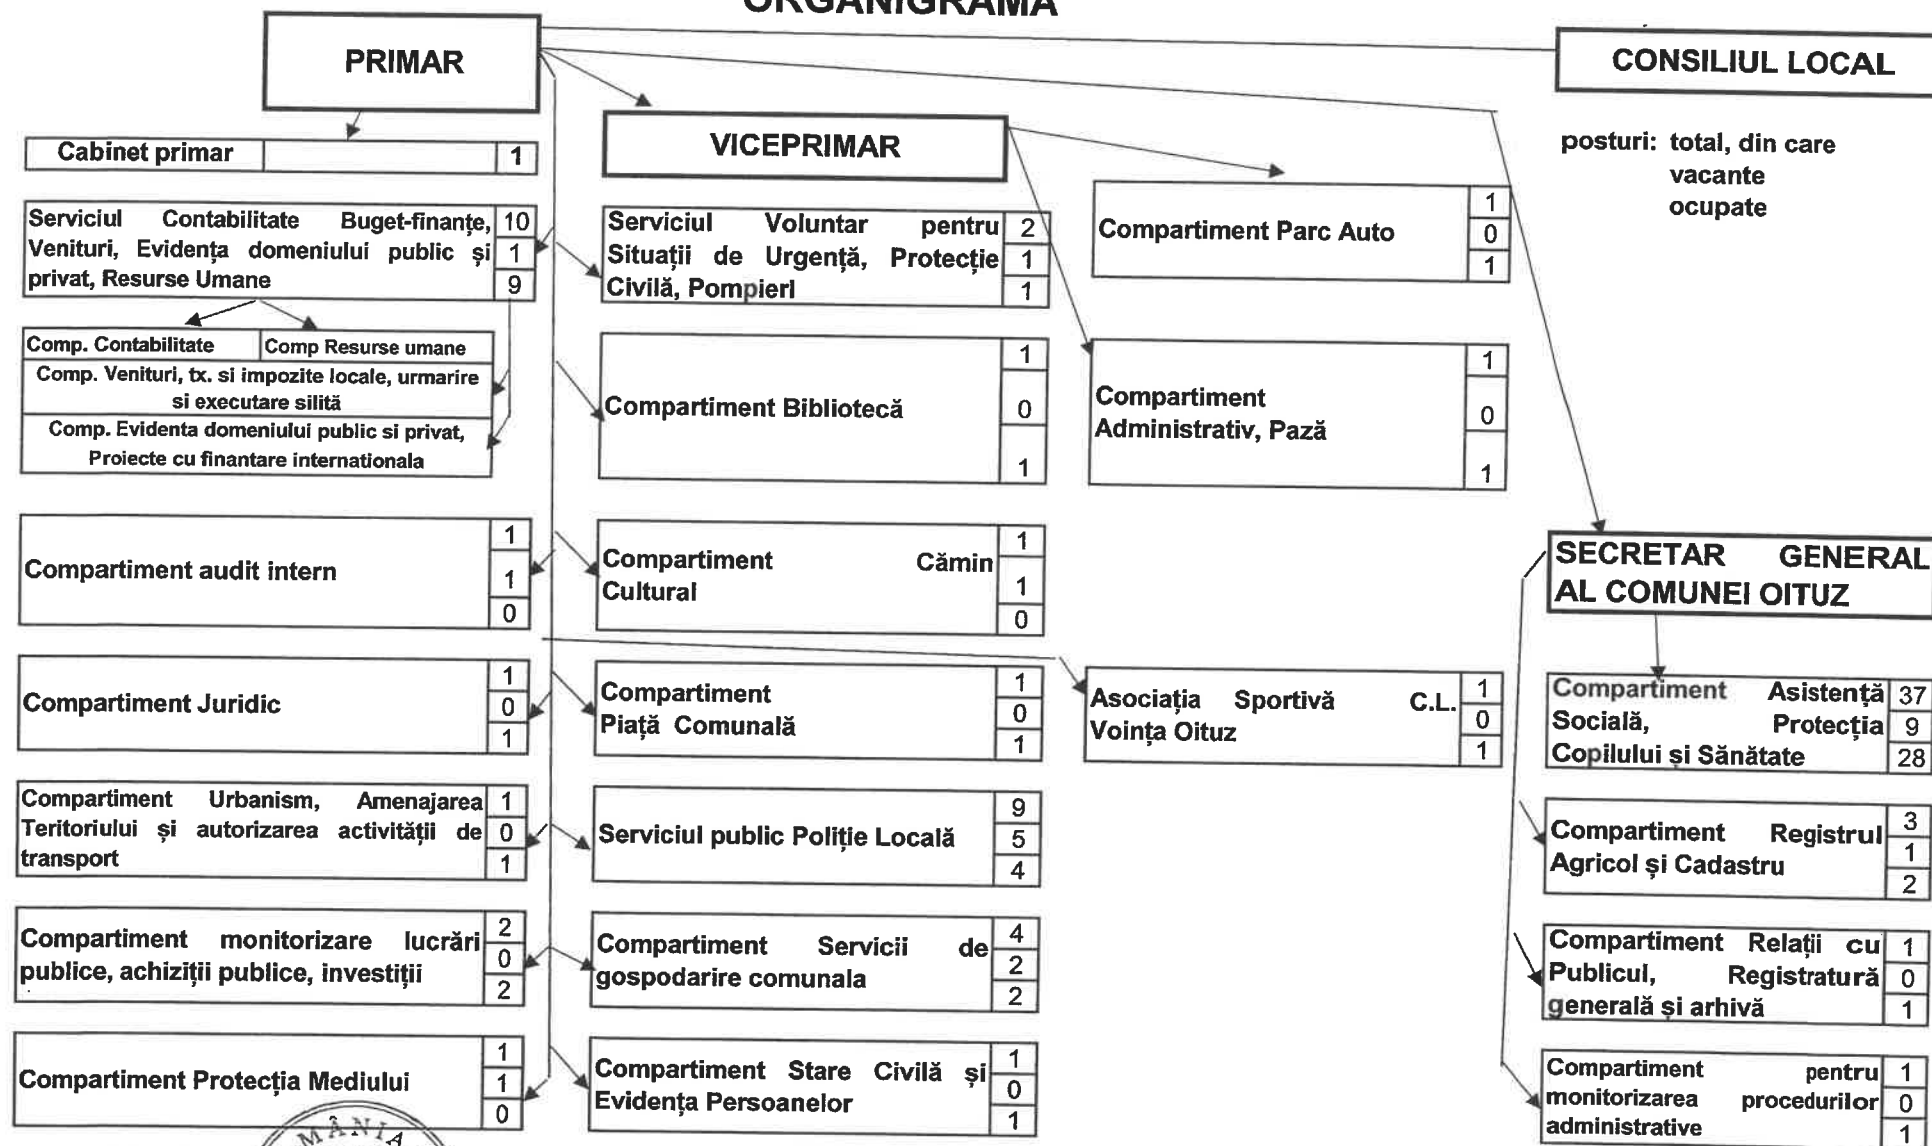 ORGANIGRAMA
PRIMAR
CONSILIUL LOCAL
posturi: total, din care
vacante
ocupate
Cabinet primar 1
VICEPRIMAR
Serviciul Contabilitate Buget-finanțe, 10
Venituri, Evidența domeniului public și 1
privat, Resurse Umane 9
Comp. Contabilitate
Comp Resurse umane
Comp. Venituri, tx. si impozite locale, urmarire
si executare silită
Comp. Evidenta domeniului public si privat,
Proiecte cu finantare internationala
Compartiment audit intern
1
1
0
Compartiment Juridic
1
0
1
Compartiment Urbanism, Amenajarea 1
Teritoriului și autorizarea activității de 0
transport 1
Compartiment monitorizare lucrări 2
publice, achiziții publice, investiții 0
2
Compartiment Protecția Mediului
1
1
0
Serviciul Voluntar pentru 2
Situații de Urgență, Protecție 1
Civilă, Pompierl 1
Compartiment Bibliotecă
1
0
1
Compartiment Cămin
Cultural
1
1
0
Compartiment
Piață Comunală
1
0
1
Serviciul public Poliție Locală
9
5
4
Compartiment Servicii de
gospodarire comunala
4
2
2
Compartiment Stare Civilă și
Evidența Persoanelor
1
0
1
Compartiment Parc Auto
1
0
1
Compartiment
Administrativ, Pază
1
0
1
Asociația Sportivă C.L.
Voința Oituz
1
0
1
SECRETAR GENERAL
AL COMUNEI OITUZ
Compartiment Asistență 37
Socială, Protecția 9
Copilului și Sănătate 28
Compartiment Registrul
Agricol și Cadastru
3
1
2
Compartiment Relații cu 1
Publicul, Registratură 0
generală și arhivă 1
Compartiment pentru 1
monitorizarea procedurilor 0
administrative 1